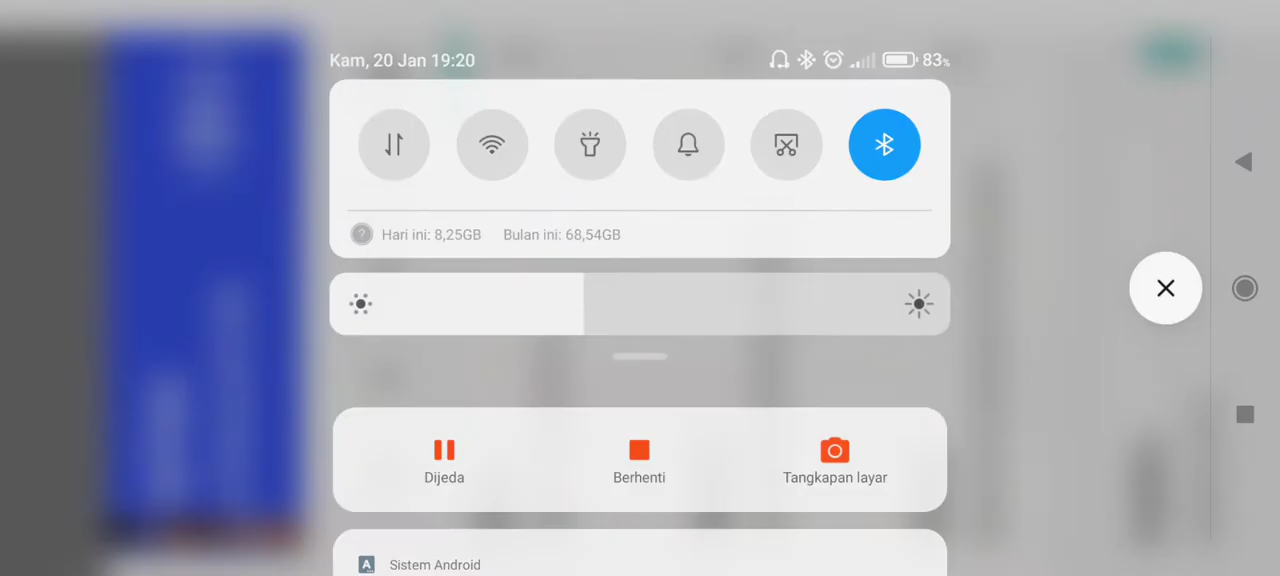 Kam, 20 Jan 19:20
83%
Hari ini: 8,25GB Bulan ini: 68,54GB
Dijeda Berhenti Tangkapan layar
Sistem Android